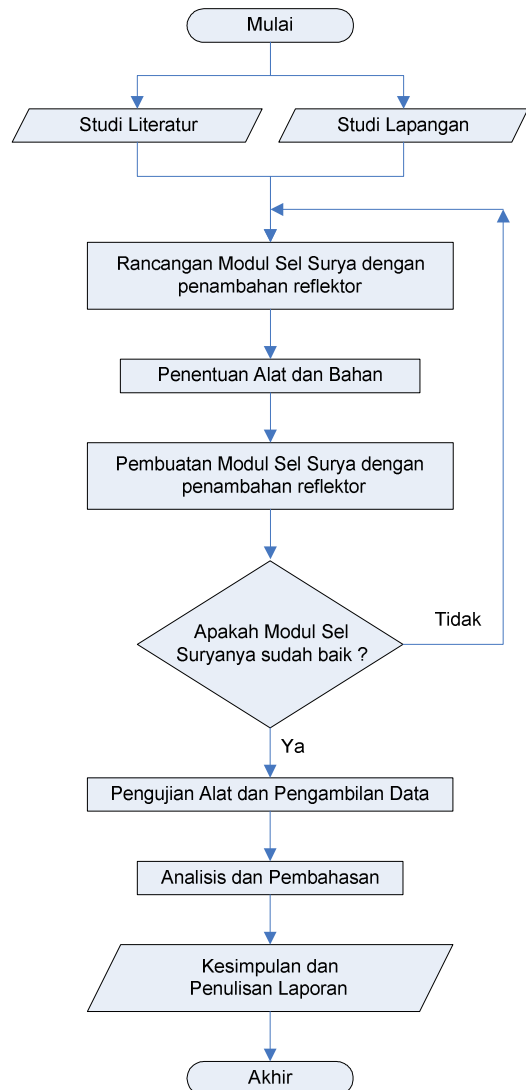 Mulai
Studi Literatur
Studi Lapangan
Rancangan Modul Sel Surya dengan
penambahan reflektor
Penentuan Alat dan Bahan
Pembuatan Modul Sel Surya dengan
penambahan reflektor
Apakah Modul Sel
Suryanya sudah baik ?
Tidak
Ya
Pengujian Alat dan Pengambilan Data
Analisis dan Pembahasan
Kesimpulan dan
Penulisan Laporan
Akhir